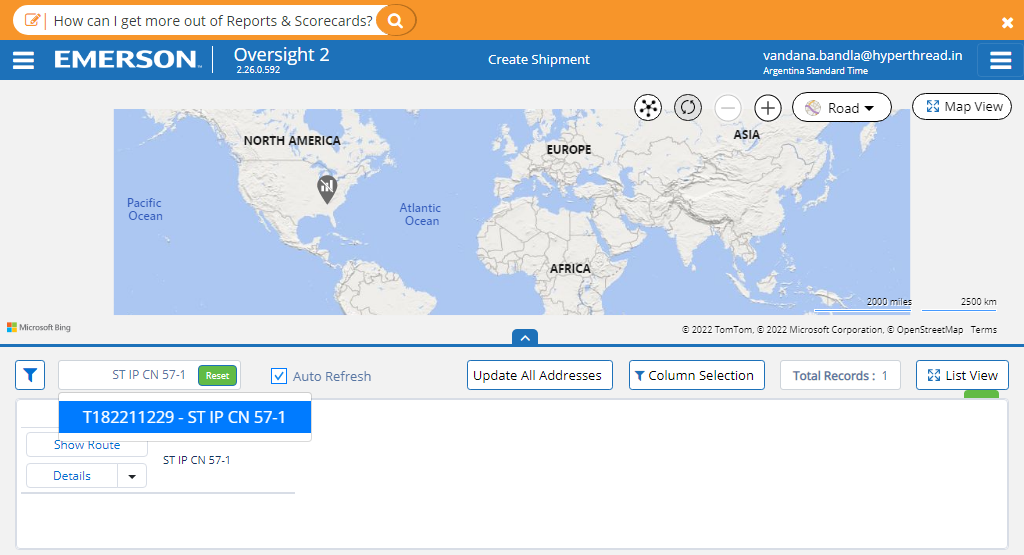 How can I get more out of Reports & Scorecards?
EMERSON
Oversight 2
2.26.0.592
Create Shipment
vandana.bandla@hyperthread.in
Argentina Standard Time
Road
Map View
NORTH AMERICA
EUROPE
ASIA
Pacific
Ocean
Atlantic
Ocean
AFRICA
2000 miles
2500 km
Microsoft Bing
© 2022 TomTom, © 2022 Microsoft Corporation, © OpenStreetMap Terms
ST IP CN 57-1
Reset
Auto Refresh
Update All Addresses
Column Selection
Total Records : 1
List View
T182211229 - ST IP CN 57-1
Show Route
ST IP CN 57-1
Details